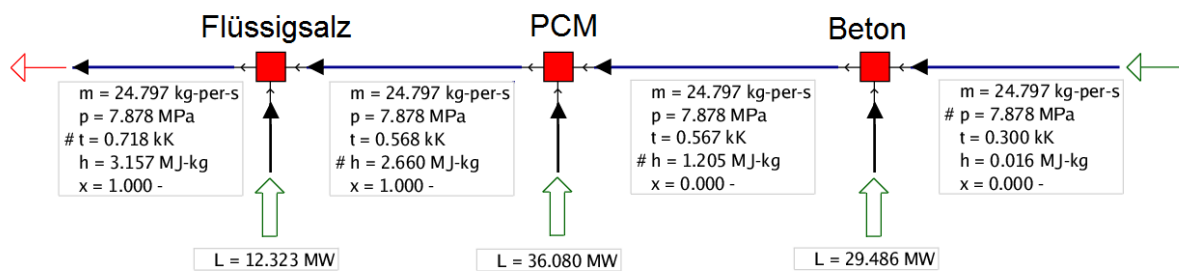 Flüssigsalz
PCM
Beton
m = 24.797 kg-per-s
p = 7.878 MPa
# t = 0.718 kK
h = 3.157 MJ-kg
x = 1.000 -
m = 24.797 kg-per-s
p = 7.878 MPa
t = 0.568 kK
# h = 2.660 MJ-kg
x = 1.000 -
m = 24.797 kg-per-s
p = 7.878 MPa
t = 0.567 kK
# h = 1.205 MJ-kg
x = 0.000 -
m = 24.797 kg-per-s
# p = 7.878 MPa
t = 0.300 kK
h = 0.016 MJ-kg
x = 0.000 -
L = 12.323 MW
L = 36.080 MW
L = 29.486 MW